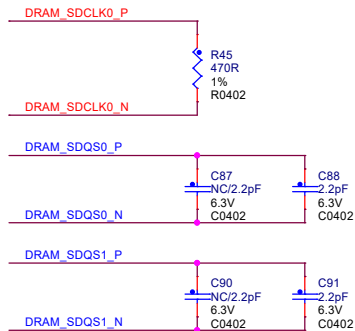 DRAM_SDCLK0_P
R45
470R
1%
R0402
DRAM_SDCLK0_N
DRAM_SDQS0_P
C87
NC/2.2pF
6.3V
C0402
C88
2.2pF
6.3V
C0402
DRAM_SDQS0_N
DRAM_SDQS1_P
C90
NC/2.2pF
6.3V
C0402
C91
2.2pF
6.3V
C0402
DRAM_SDQS1_N